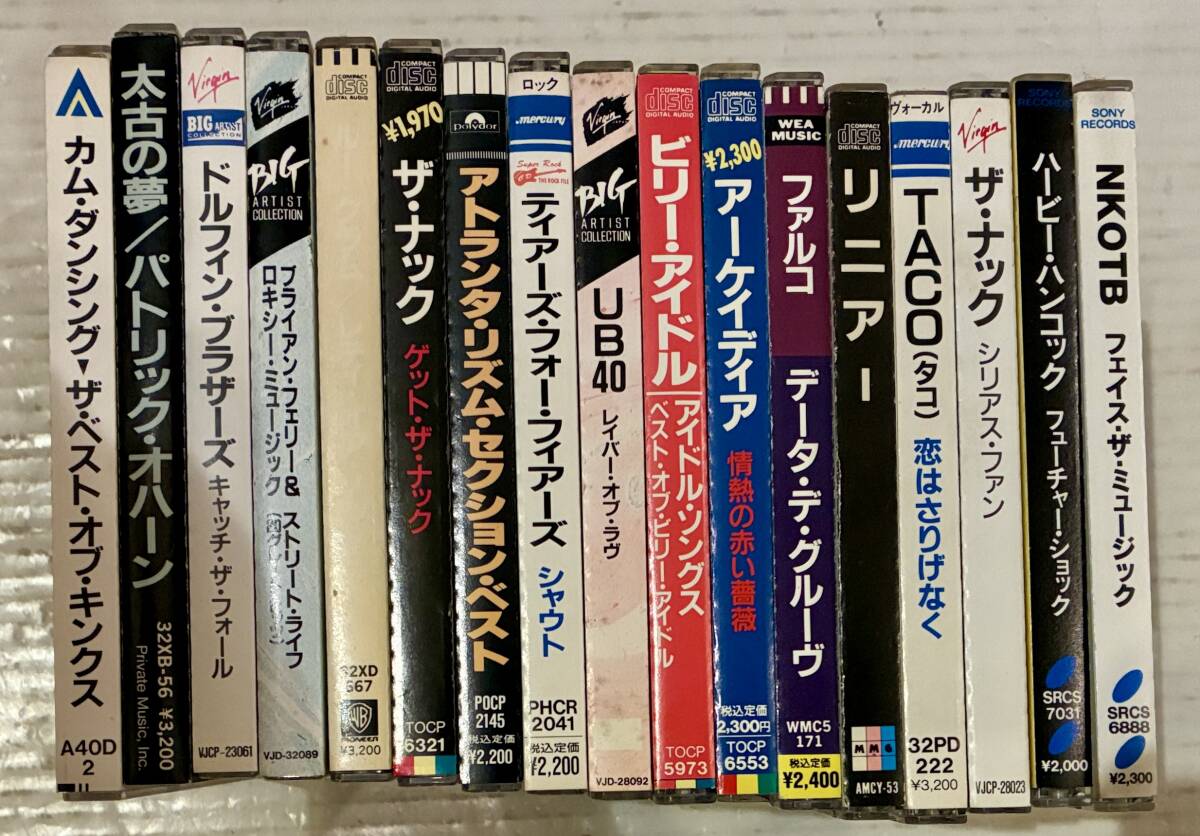 カム・ダンシング▼ザ・ベスト・オブ・キンクス
A40D
2
太古の夢／パトリック・オハーン
32XB-56 ¥3,200
Private Music, Inc.
Virgin
BIG ARTIST
COLLECTION
ドルフィン・ブラザーズ キャッチ・ザ・フォール
VJCP-23061
Virgin
BIG
ARTIST
COLLECTION
ブライアン・フェリー&
ロキシー・ミュージック
ストリート・ライフ
VJD-32089
COMPACT
disc
DIGITAL AUDIO
32XD
667
¥3,200
COMPACT
disc
DIGITAL AUDIO
¥1,970
ザ・ナック ゲット・ザ・ナック
TOCP
6321
polydor
アトランタ・リズム・セクション・ベスト
POCP
2145
税込定価
¥2,200
ロック
mercury
Super Rock
THE ROCK FILE
ティアーズ・フォー・フィアーズ シャウト
PHCR
2041
税込定価
¥2,200
Virgin
BIG
ARTIST
COLLECTION
UB
40
レイバー・オブ・ラヴ
VJD-28092
COMPACT
disc
DIGITAL AUDIO
ビリー・アイドル
アイドル・ソングス
ベスト・オブ・ビリー・アイドル
TOCP
5973
COMPACT
disc
DIGITAL AUDIO
¥2,300
アーケイディア 情熱の赤い薔薇
税込定価
2,300円
TOCP
6553
WEA
MUSIC
ファルコ データ・デ・グルーヴ
WMC5
171
税込定価
¥2,400
COMPACT
disc
DIGITAL AUDIO
リニアー
MMG
AMCY-53
ヴォーカル
mercury
TACO(タコ) 恋はさりげなく
32PD
222
¥3,200
Virgin
ザ・ナック シリアス・ファン
VJCP-28023
SONY
RECORDS
ハービー・ハンコック フューチャー・ショック
SRCS
7031
¥2,000
SONY
RECORDS
NKOTB フェイス・ザ・ミュージック
SRCS
6888
¥2,300